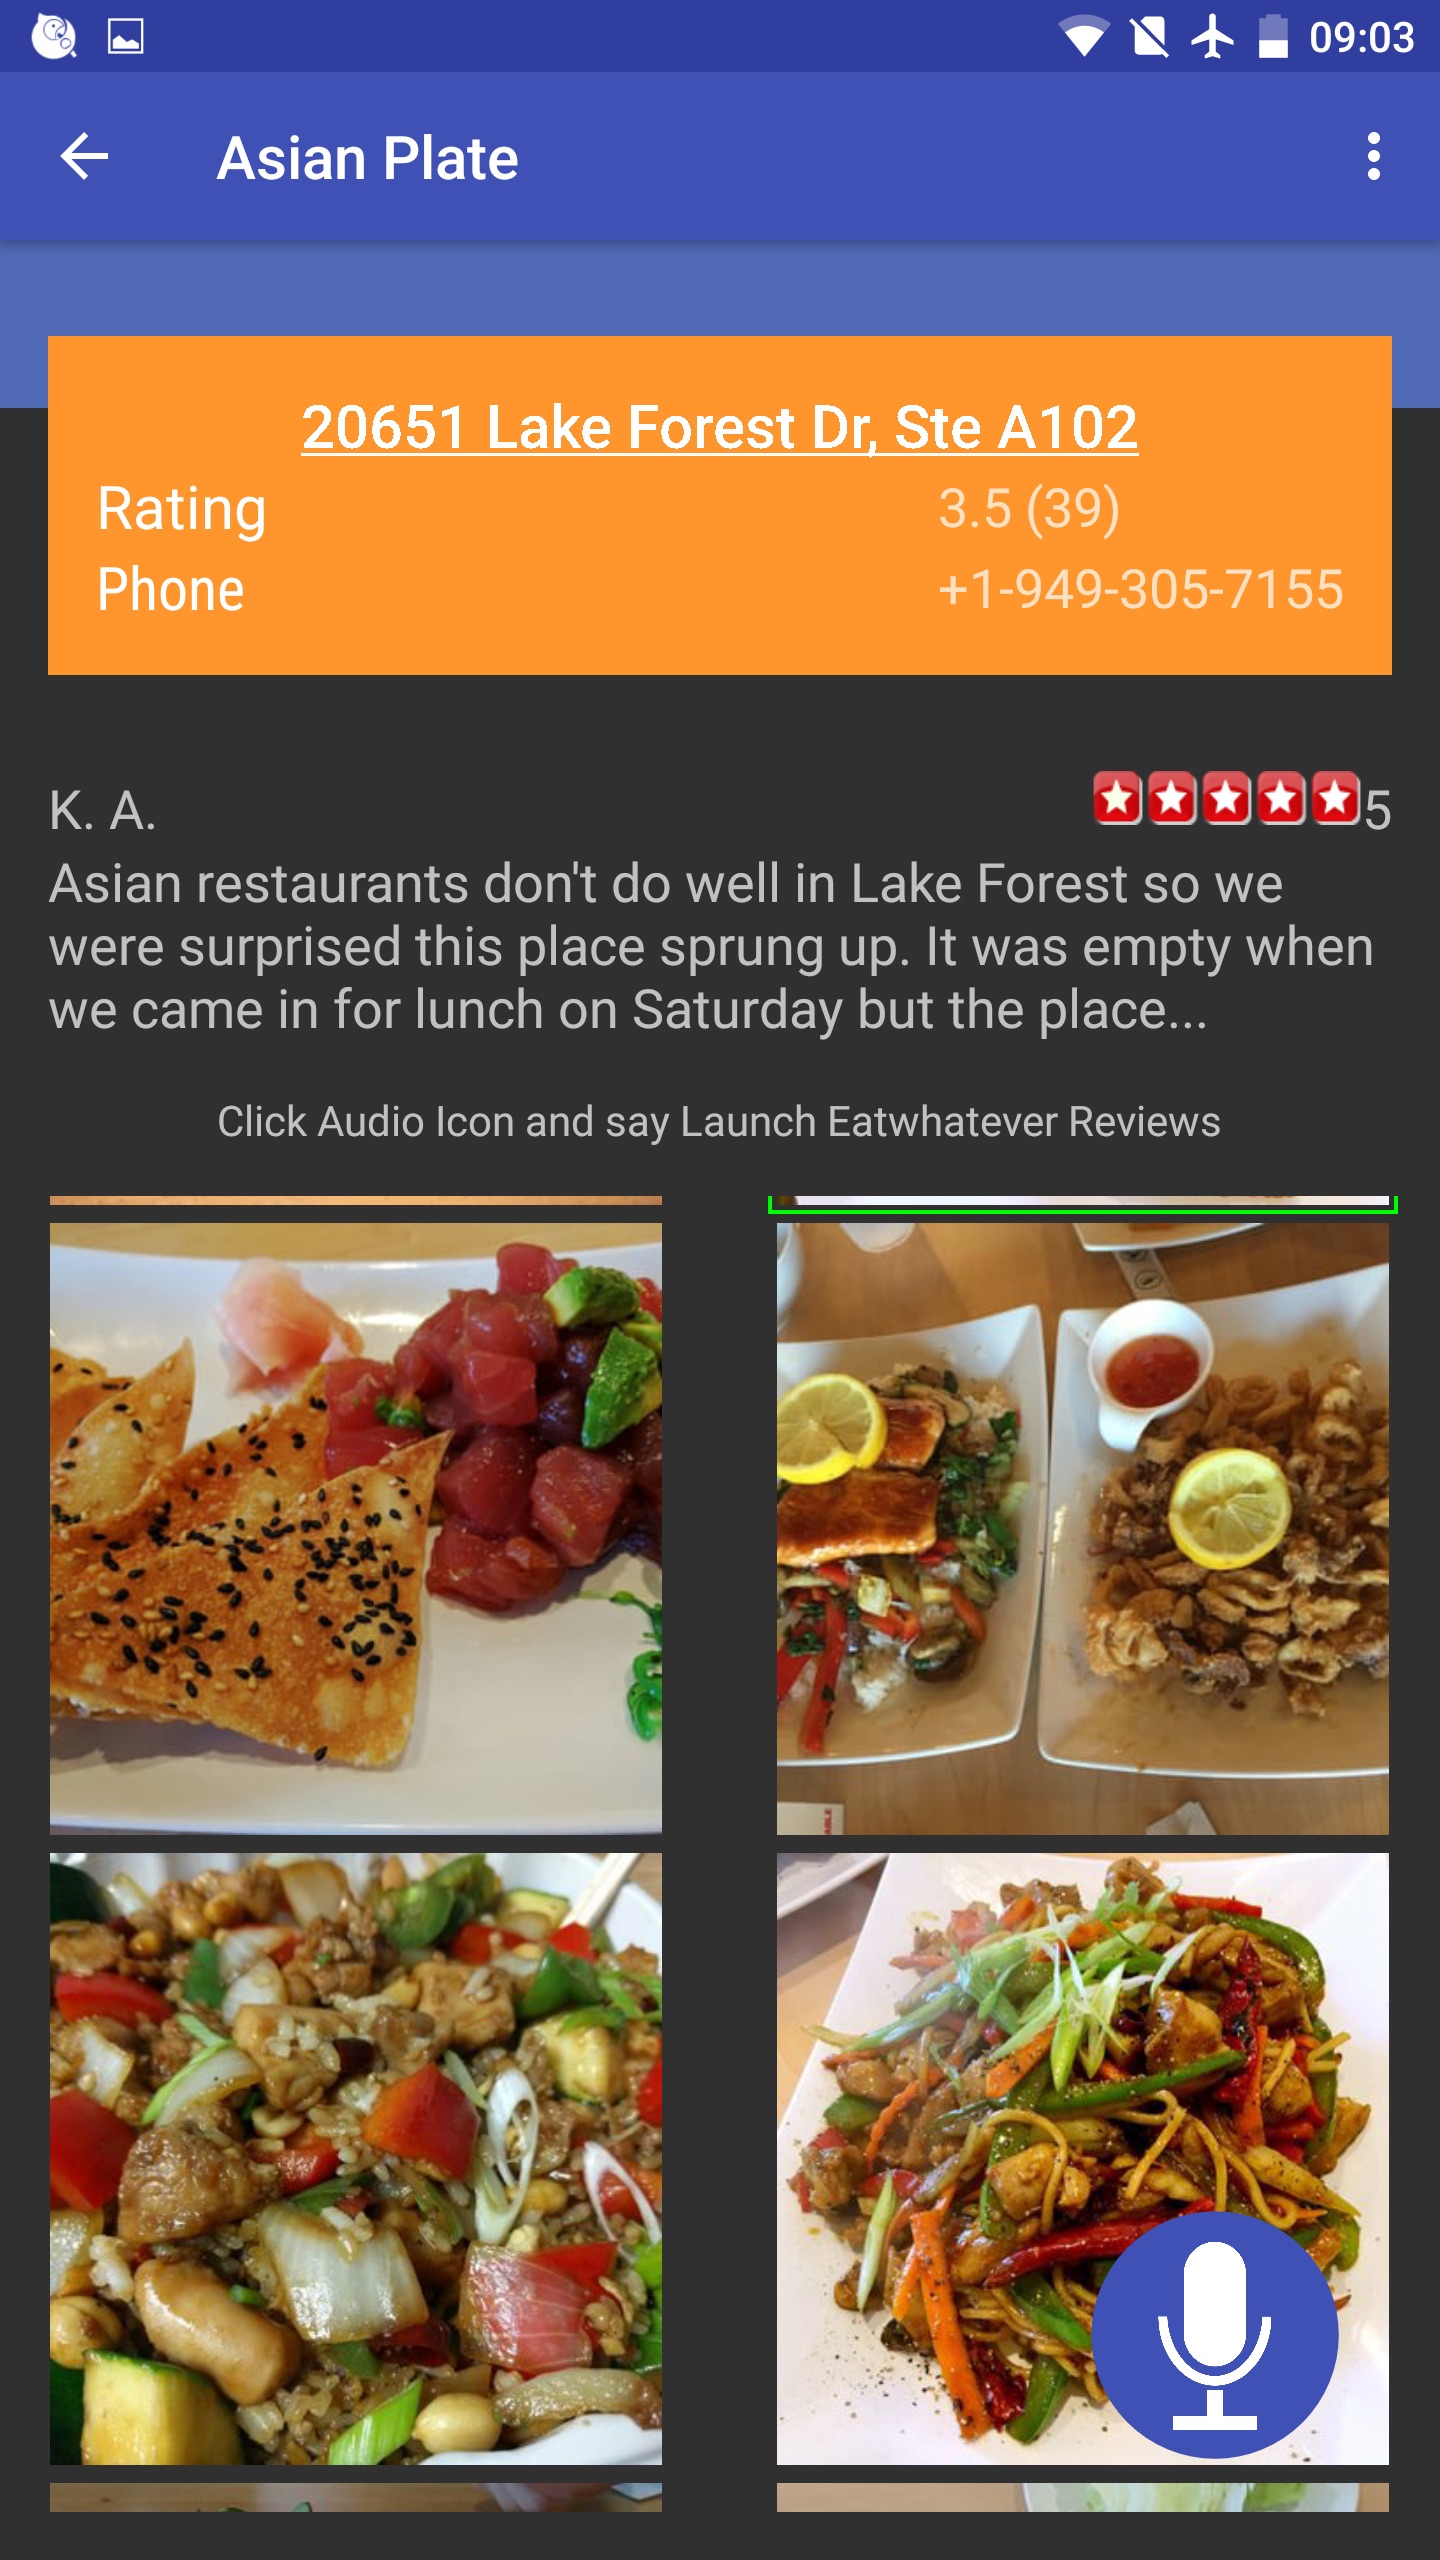 09:03
Asian Plate
20651 Lake Forest Dr, Ste A102
Rating 3.5 (39)
Phone +1-949-305-7155
K. A. 5
Asian restaurants don't do well in Lake Forest so we
were surprised this place sprung up. It was empty when
we came in for lunch on Saturday but the place...
Click Audio Icon and say Launch Eatwhatever Reviews